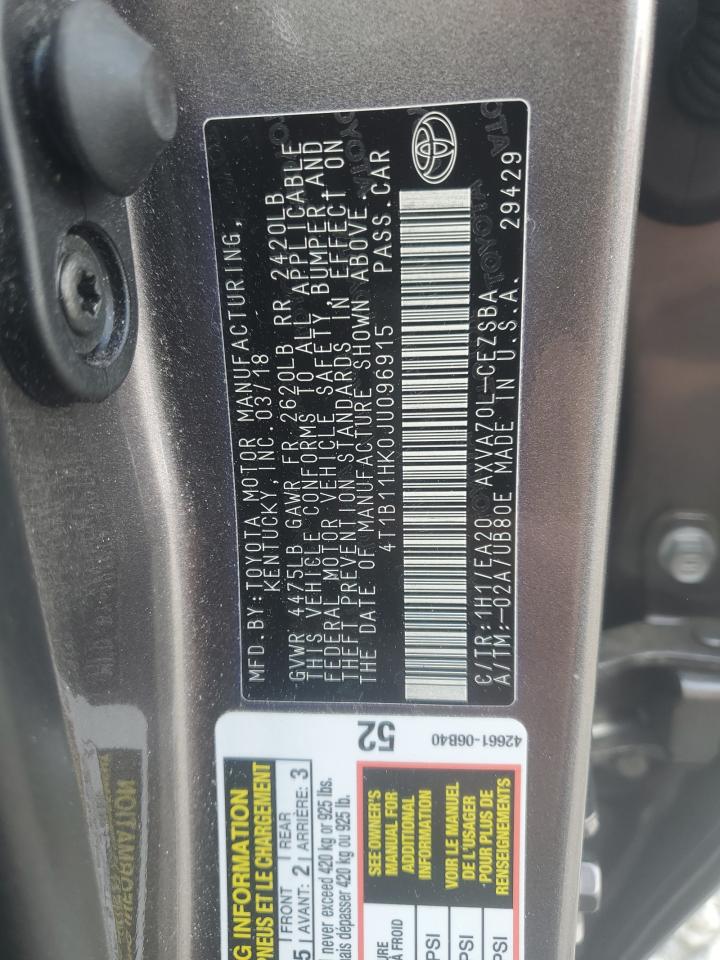 MFD.BY:TOYOTA MOTOR MANUFACTURING,
KENTUCKY, INC. 03/18
GVWR 4475LB GAWR FR 2620LB RR 2420LB
THIS VEHICLE CONFORMS TO ALL APPLICABLE
FEDERAL MOTOR VEHICLE SAFETY, BUMPER, AND
THEFT PREVENTION STANDARDS IN EFFECT ON
THE DATE OF MANUFACTURE SHOWN ABOVE.
4T1B11HK0JU096915 PASS.CAR
C/TR:1H1/EA20 AXVA70L-CEZSBA
A/TM:-02A/UB80E MADE IN U.S.A. 29429
52
42661-06B40
G INFORMATION
PNEUS ET LE CHARGEMENT
5 FRONT 2 REAR 3
AVANT: ARRIÈRE:
never exceed 420 kg or 925 lbs.
mais dépasser 420 kg ou 925 lb.
SEE OWNER'S
MANUAL FOR
ADDITIONAL
INFORMATION
VOIR LE MANUEL
DE L'USAGER
POUR PLUS DE
RENSEIGNEMENTS
URE
À FROID
PSI
PSI
PSI